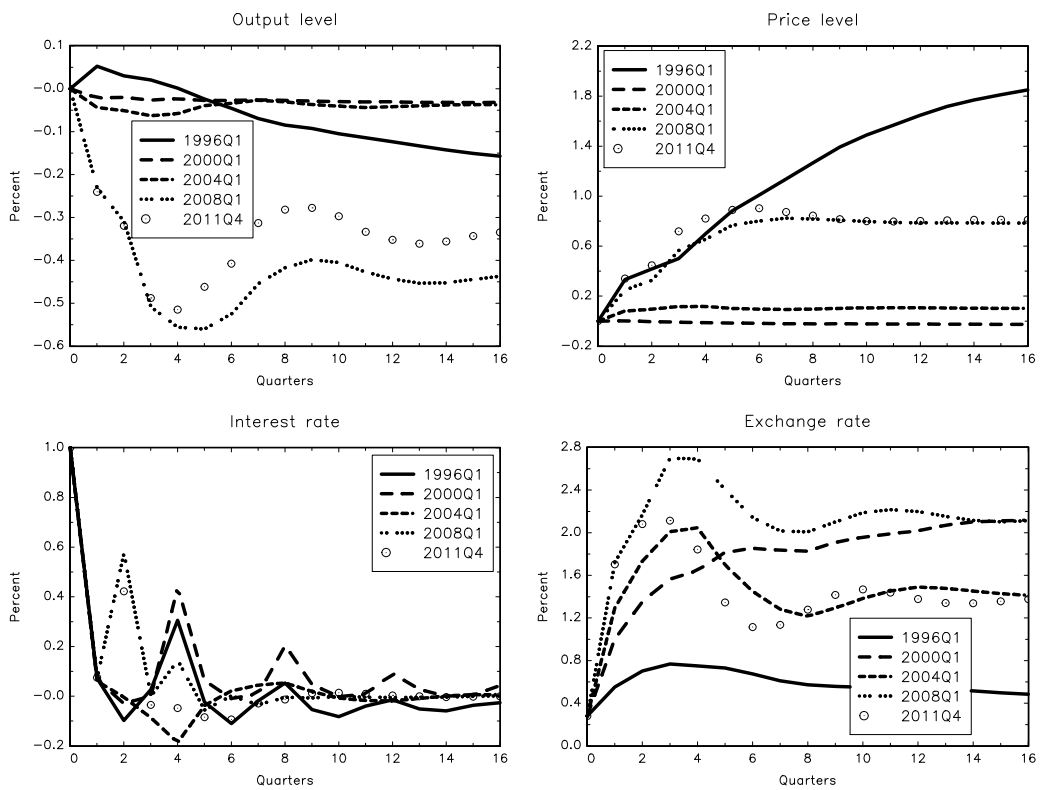 Output level
0.1
-0.0
-0.1
-0.2
-0.3
-0.4
-0.5
-0.6
Percent
1996Q1
2000Q1
2004Q1
2008Q1
2011Q4
0 2 4 6 8 10 12 14 16
Quarters
Price level
2.2
1.8
1.4
1.0
0.6
0.2
-0.2
Percent
1996Q1
2000Q1
2004Q1
2008Q1
2011Q4
0 2 4 6 8 10 12 14 16
Quarters
Interest rate
1.0
0.8
0.6
0.4
0.2
-0.0
-0.2
Percent
1996Q1
2000Q1
2004Q1
2008Q1
2011Q4
0 2 4 6 8 10 12 14 16
Quarters
Exchange rate
2.8
2.4
2.0
1.6
1.2
0.8
0.4
0.0
Percent
1996Q1
2000Q1
2004Q1
2008Q1
2011Q4
0 2 4 6 8 10 12 14 16
Quarters